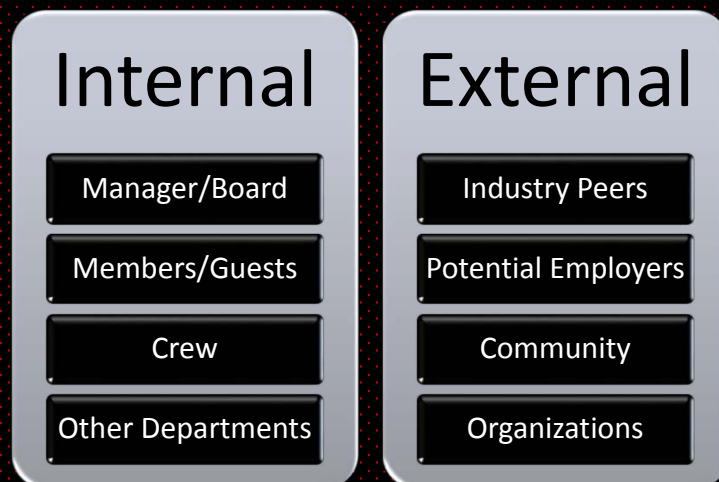 Internal
Manager/Board
Members/Guests
Crew
Other Departments
External
Industry Peers
Potential Employers
Community
Organizations